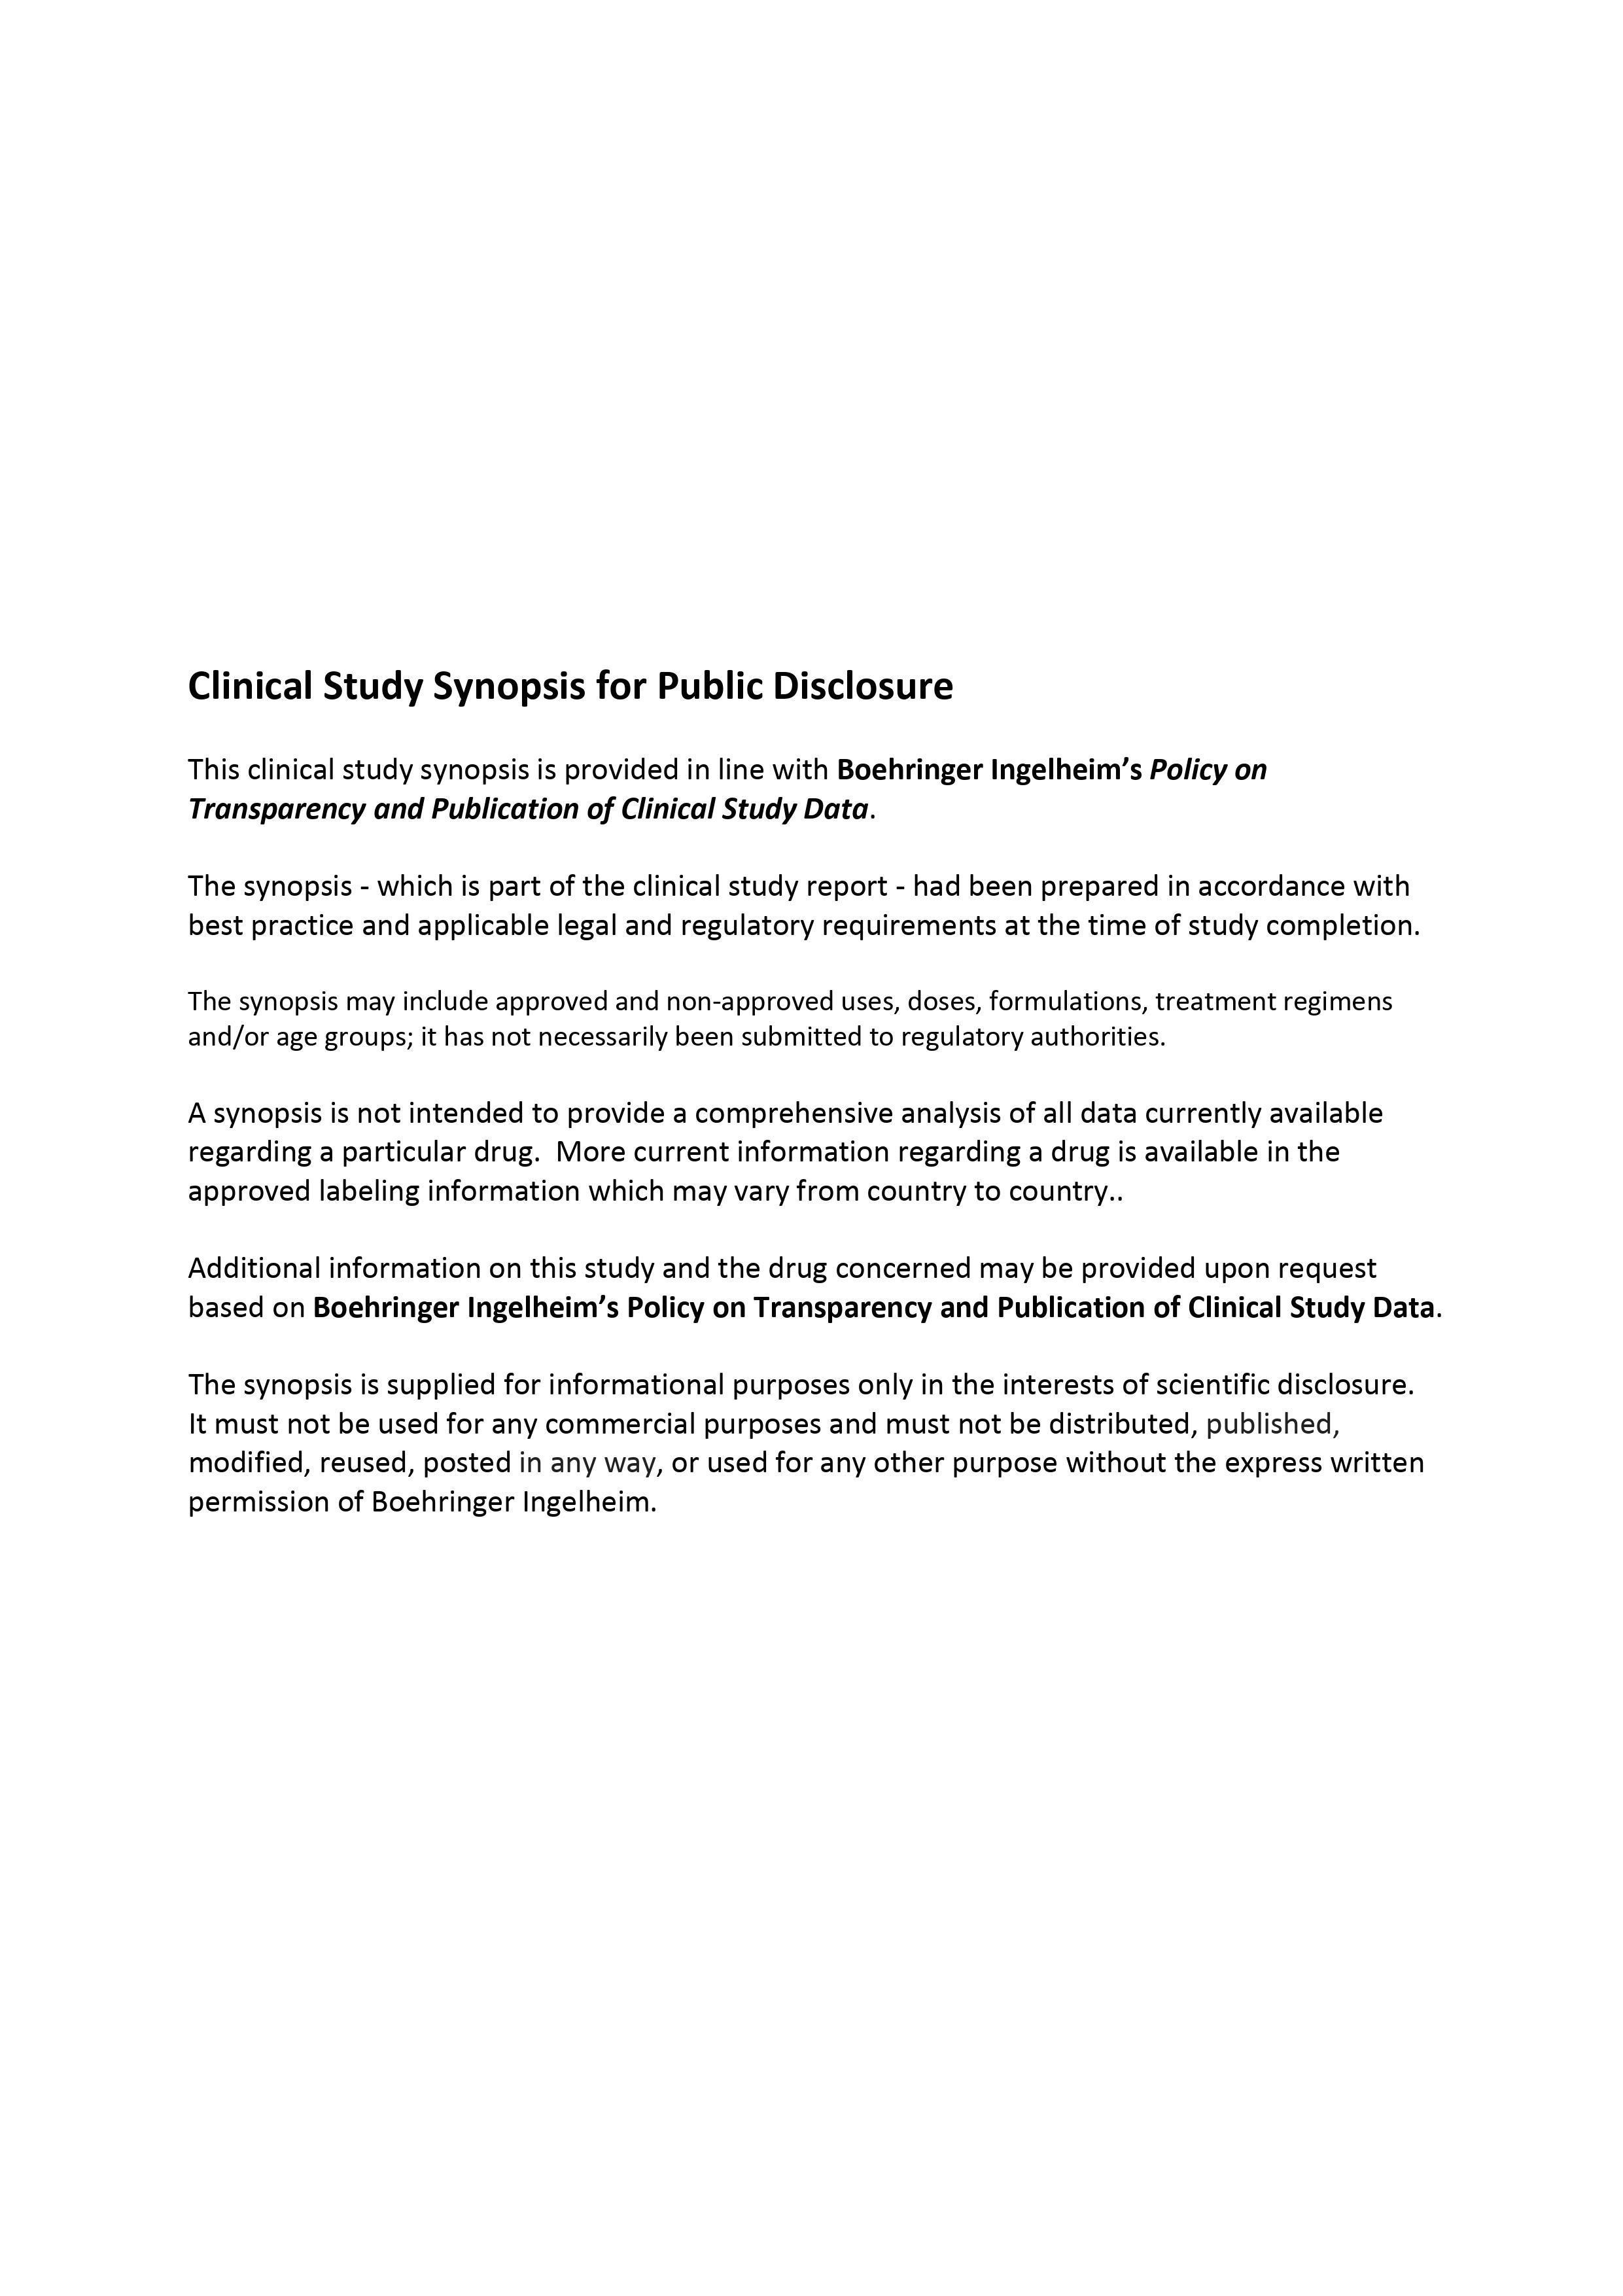 Clinical Study Synopsis for Public Disclosure
This clinical study synopsis is provided in line with Boehringer Ingelheim’s Policy on
Transparency and Publication of Clinical Study Data.
The synopsis - which is part of the clinical study report - had been prepared in accordance with
best practice and applicable legal and regulatory requirements at the time of study completion.
The synopsis may include approved and non-approved uses, doses, formulations, treatment regimens
and/or age groups; it has not necessarily been submitted to regulatory authorities.
A synopsis is not intended to provide a comprehensive analysis of all data currently available
regarding a particular drug.  More current information regarding a drug is available in the
approved labeling information which may vary from country to country..
Additional information on this study and the drug concerned may be provided upon request
based on Boehringer Ingelheim’s Policy on Transparency and Publication of Clinical Study Data.
The synopsis is supplied for informational purposes only in the interests of scientific disclosure.
It must not be used for any commercial purposes and must not be distributed, published,
modified, reused, posted in any way, or used for any other purpose without the express written
permission of Boehringer Ingelheim.